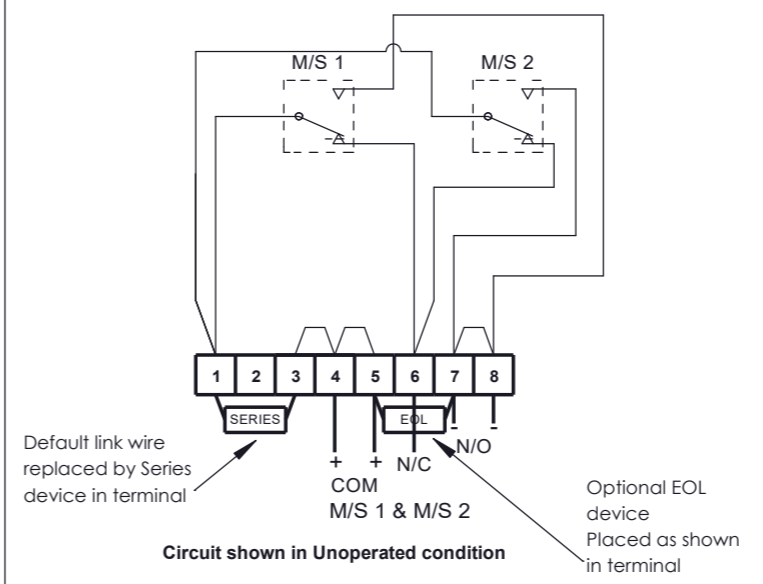 M/S 1
M/S 2
1 2 3 4 5 6 7 8
SERIES
EOL
- -
N/O
+ + N/C
COM
M/S 1 & M/S 2
Default link wire
replaced by Series
device in terminal
Optional EOL
device
Placed as shown
in terminal
Circuit shown in Unoperated condition